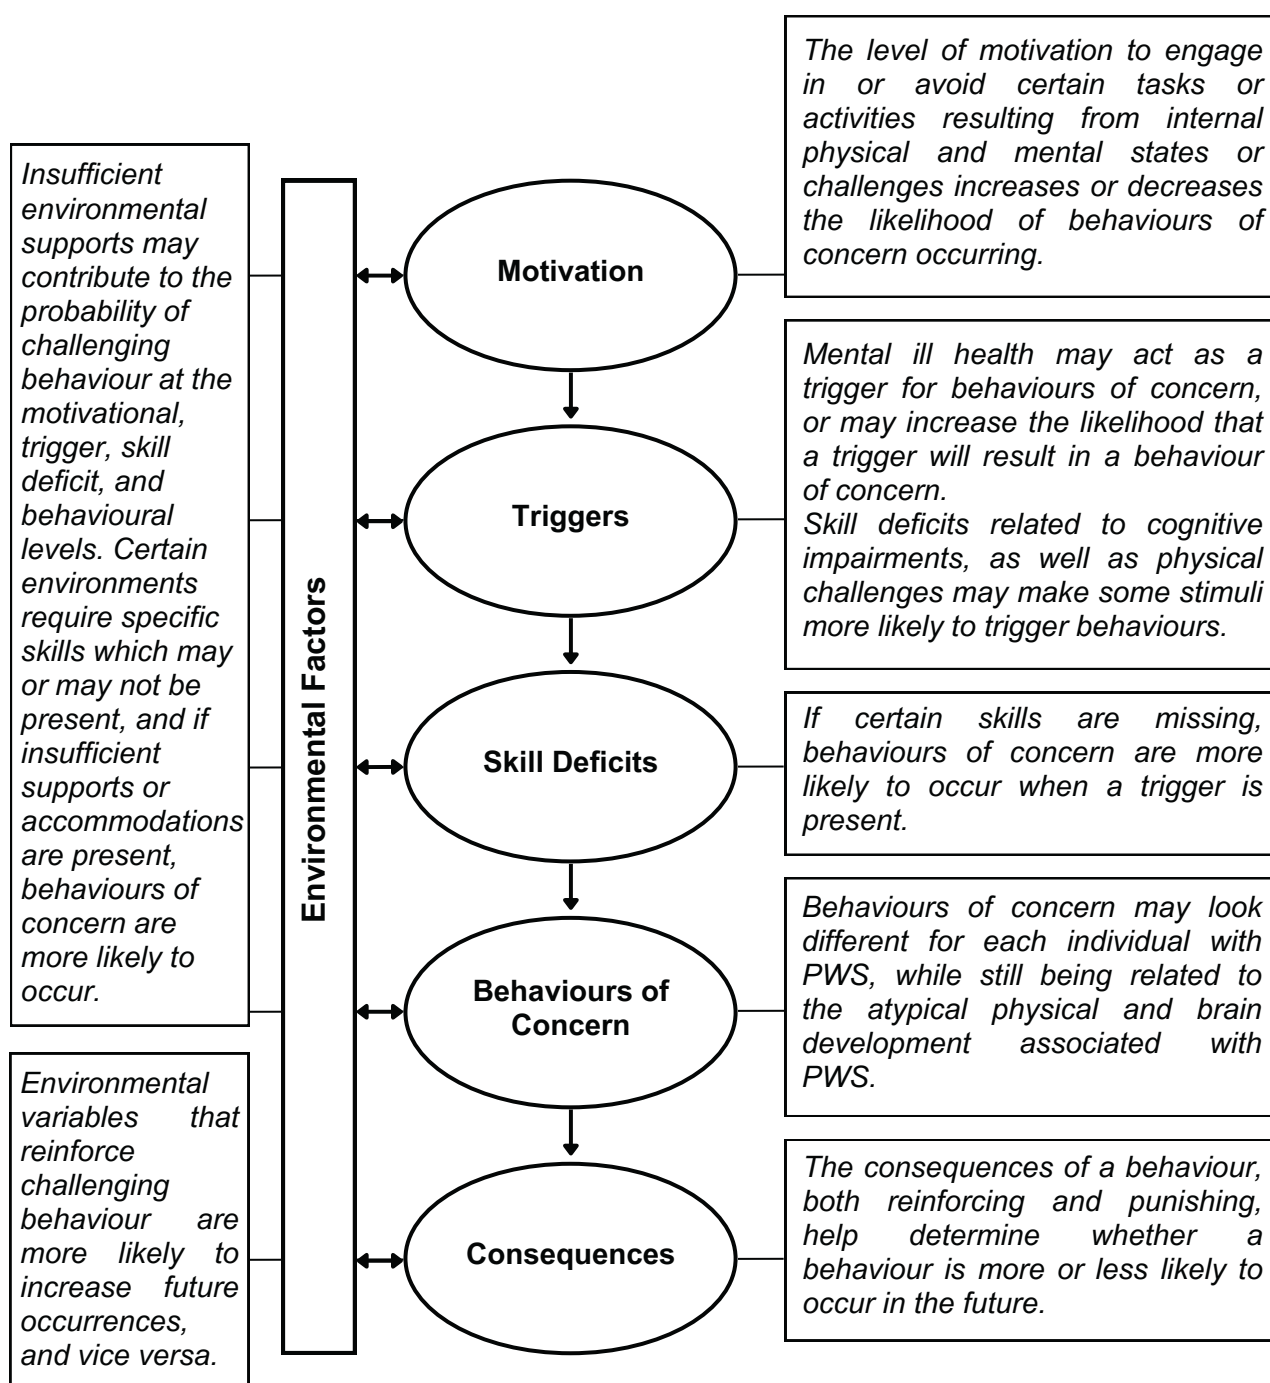 Insufficient
environmental
supports may
contribute to the
probability of
challenging
behaviour at the
motivational,
trigger, skill
deficit, and
behavioural
levels. Certain
environments
require specific
skills which may
or may not be
present, and if
insufficient
supports or
accommodations
are present,
behaviours of
concern are
more likely to
occur.
Environmental
variables that
reinforce
challenging
behaviour are
more likely to
increase future
occurrences,
and vice versa.
Environmental Factors
Motivation
Triggers
Skill Deficits
Behaviours of
Concern
Consequences
The level of motivation to engage
in or avoid certain tasks or
activities resulting from internal
physical and mental states or
challenges increases or decreases
the likelihood of behaviours of
concern occurring.
Mental ill health may act as a
trigger for behaviours of concern,
or may increase the likelihood that
a trigger will result in a behaviour
of concern.
Skill deficits related to cognitive
impairments, as well as physical
challenges may make some stimuli
more likely to trigger behaviours.
If certain skills are missing,
behaviours of concern are more
likely to occur when a trigger is
present.
Behaviours of concern may look
different for each individual with
PWS, while still being related to
the atypical physical and brain
development associated with
PWS.
The consequences of a behaviour,
both reinforcing and punishing,
help determine whether a
behaviour is more or less likely to
occur in the future.